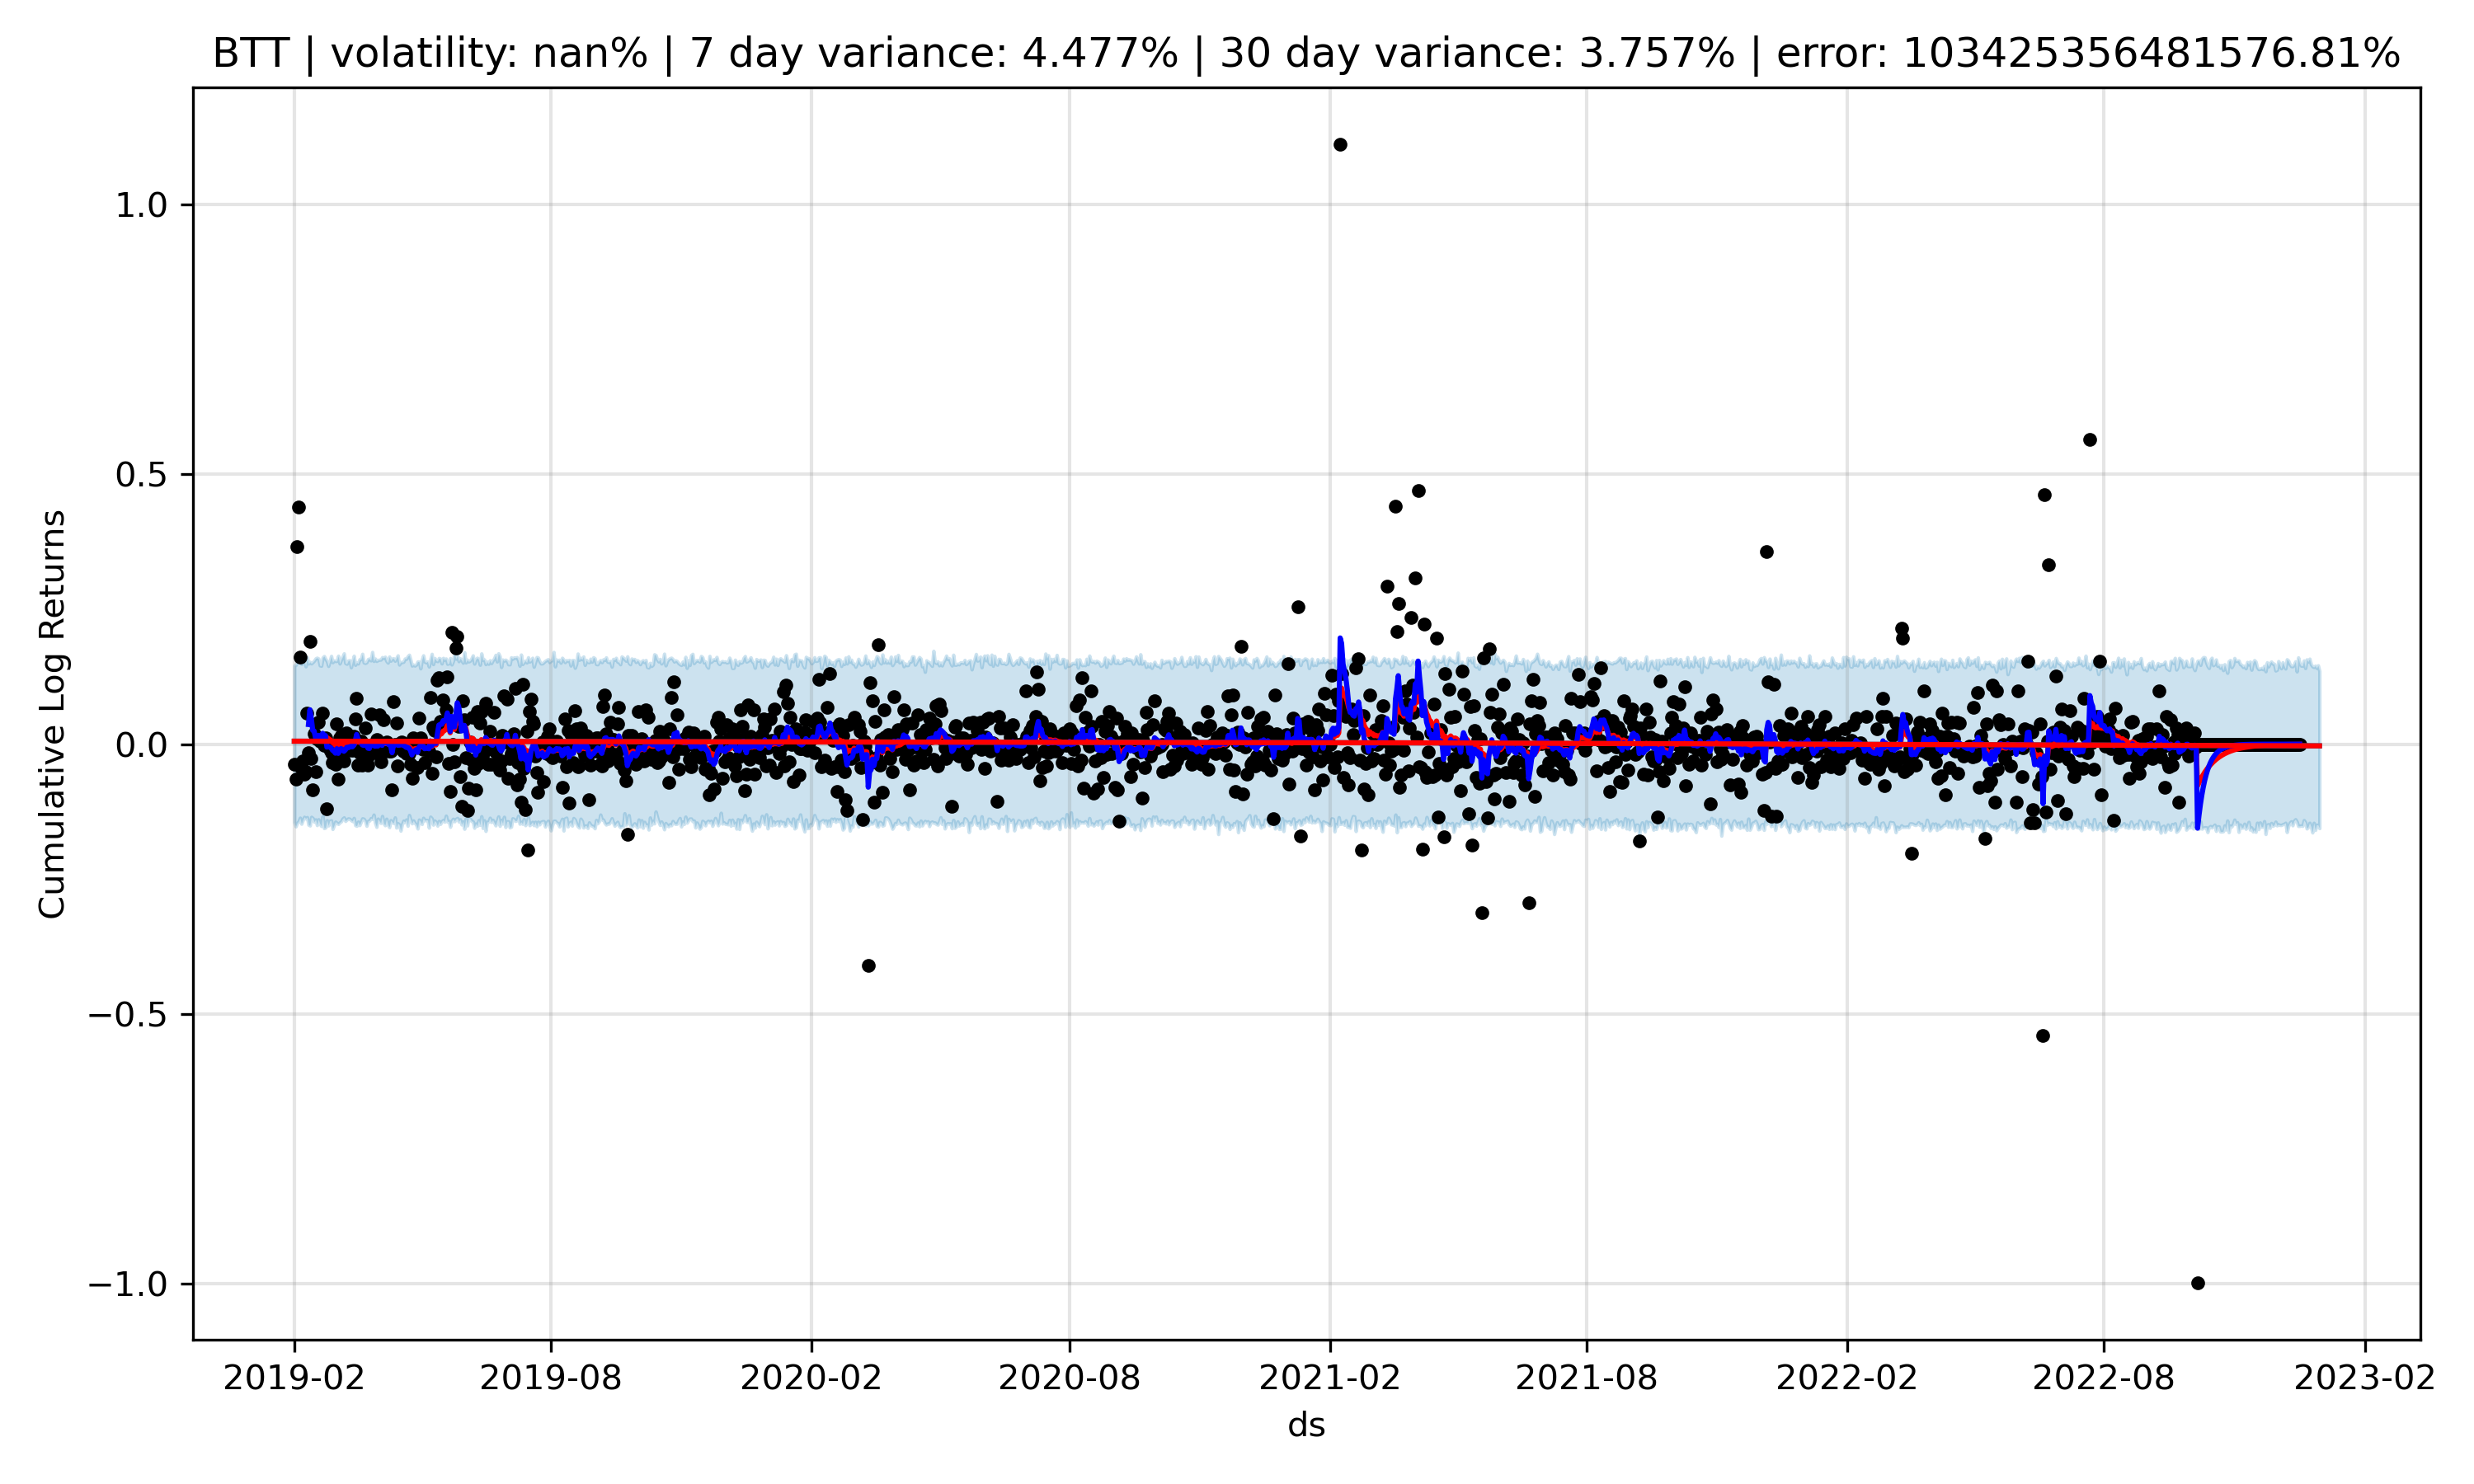 BTT | volatility: nan% | 7 day variance: 4.477% | 30 day variance: 3.757% | error: 103425356481576.81%
Cumulative Log Returns
1.0
0.5
0.0
−0.5
−1.0
2019-02 2019-08 2020-02 2020-08 2021-02 2021-08 2022-02 2022-08 2023-02
ds